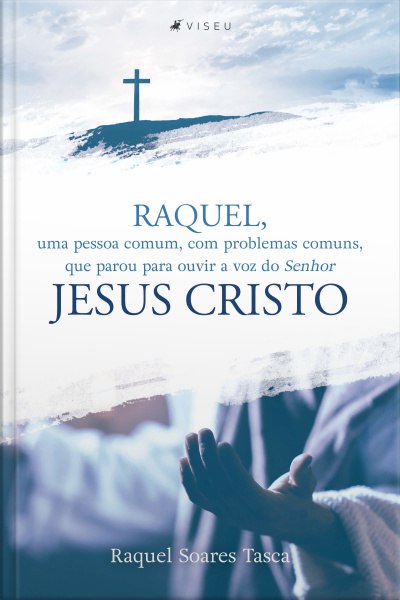 VISEU
RAQUEL,
uma pessoa comum, com problemas comuns,
que parou para ouvir a voz do Senhor
JESUS CRISTO
Raquel Soares Tasca